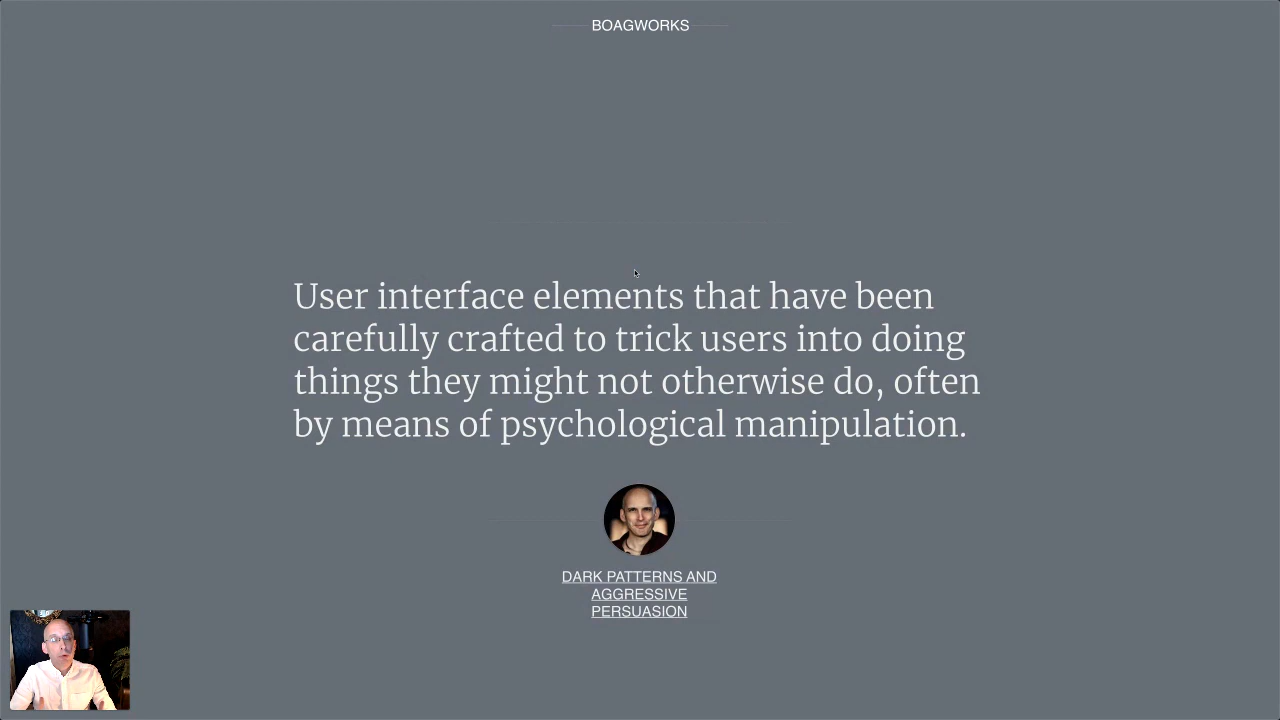 BOAGWORKS
User interface elements that have been
carefully crafted to trick users into doing
things they might not otherwise do, often
by means of psychological manipulation.
DARK PATTERNS AND
AGGRESSIVE
PERSUASION